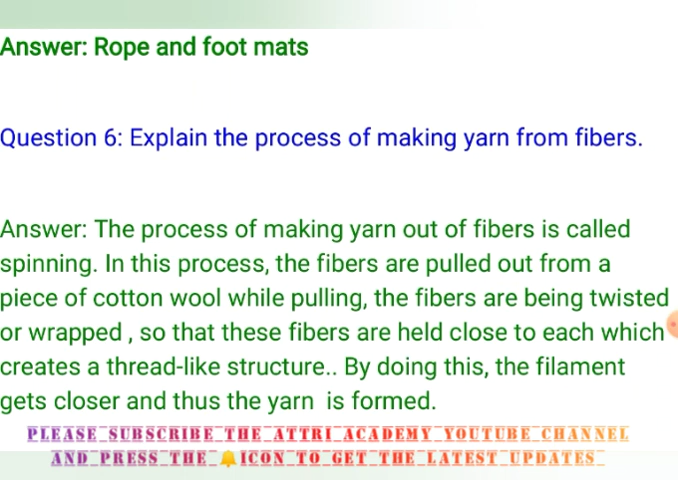 Answer: Rope and foot mats
Question 6: Explain the process of making yarn from fibers.
Answer: The process of making yarn out of fibers is called
spinning. In this process, the fibers are pulled out from a
piece of cotton wool while pulling, the fibers are being twisted
or wrapped , so that these fibers are held close to each which
creates a thread-like structure.. By doing this, the filament
gets closer and thus the yarn  is formed.
PLEASE_SUBSCRIBE_THE_ATTRI_ACADEMY_YOUTUBE_CHANNEL
AND_PRESS_THE_🔔ICON_TO_GET_THE_LATEST_UPDATES_